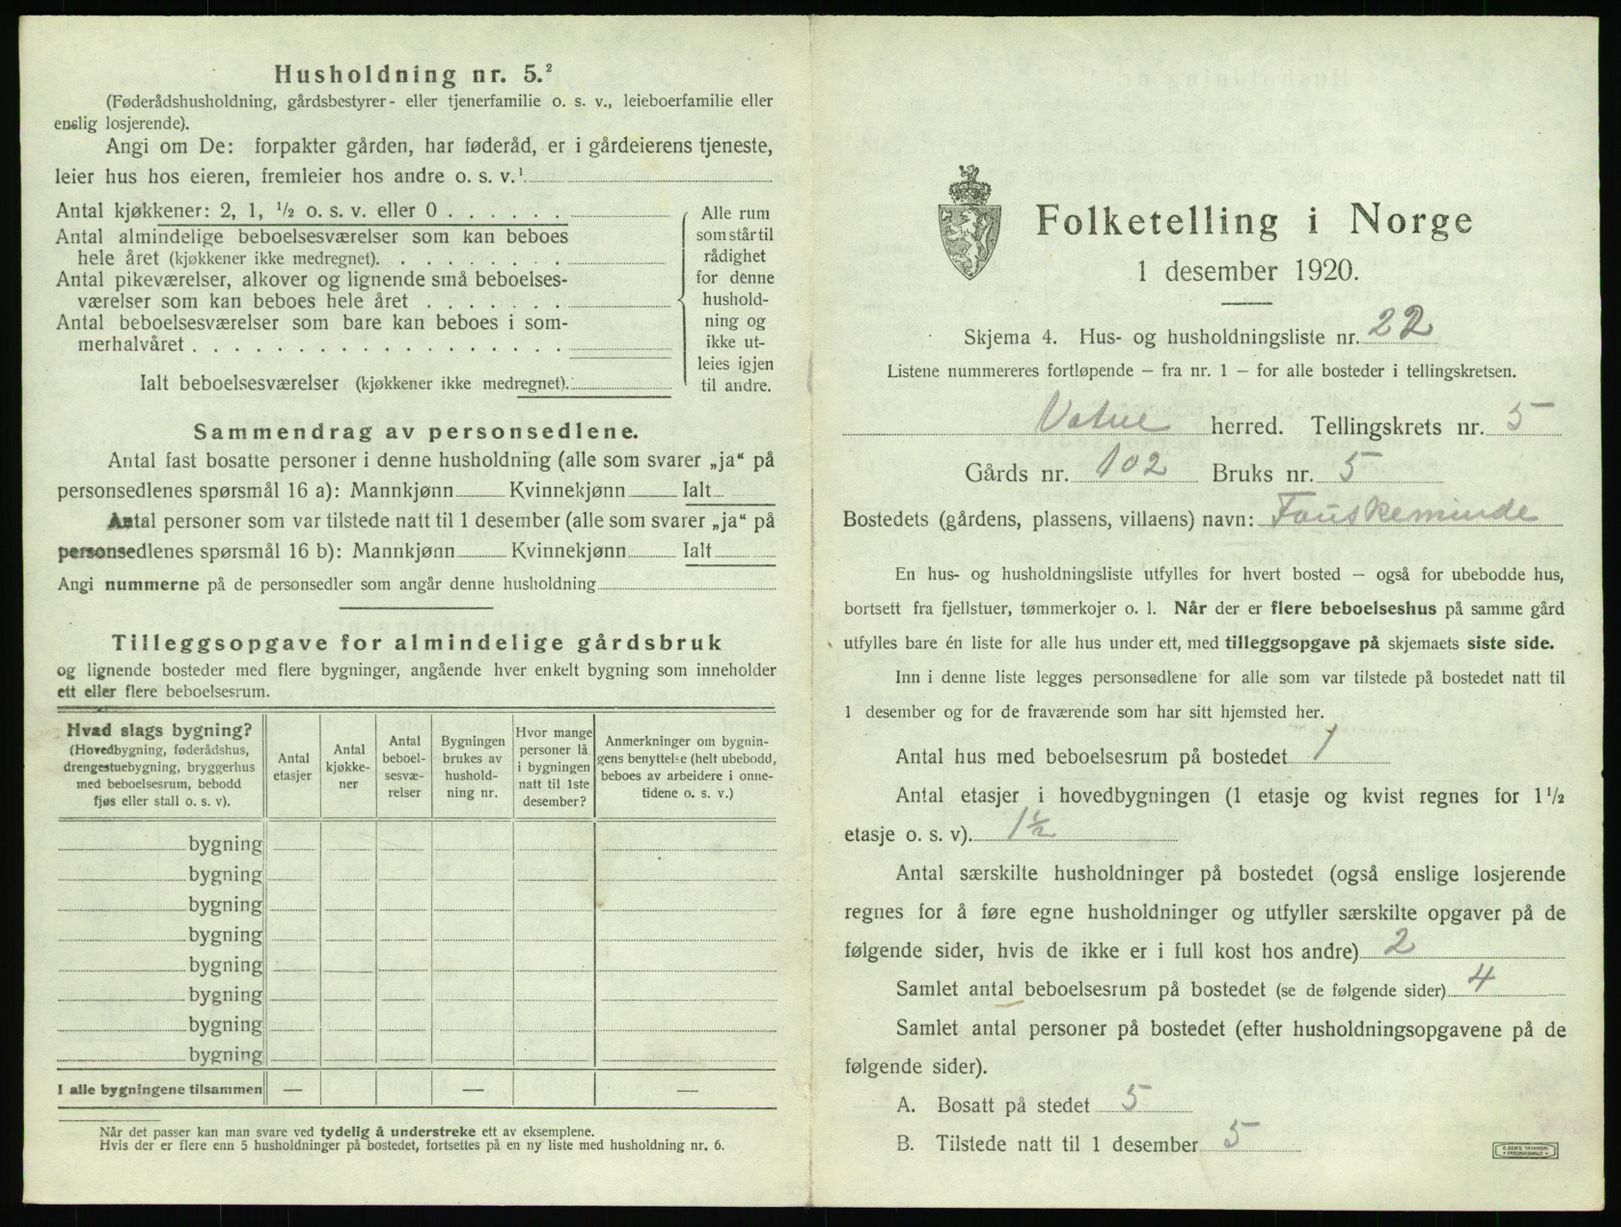 Husholdning nr. 5.²
(Føderådshusholdning, gårdsbestyrer- eller tjenerfamilie o. s. v., leieboerfamilie eller
enslig losjerende).
Angi om De: forpakter gården, har føderåd, er i gårdeierens tjeneste,
leier hus hos eieren, fremleier hos andre o. s. v.¹
Antal kjøkkener: 2, 1, ½ o. s. v. eller 0
Antal almindelige beboelsesværelser som kan beboes
hele året (kjøkkener ikke medregnet)
Antal pikeværelser, alkover og lignende små beboelses-
værelser som kan beboes hele året
Antal beboelsesværelser som bare kan beboes i som-
merhalvåret
Ialt beboelsesværelser (kjøkkener ikke medregnet).
Alle rum
som står til
rådighet
for denne
hushold-
ning og
ikke ut-
leies igjen
til andre.
Sammendrag av personsedlene.
Antal fast bosatte personer i denne husholdning (alle som svarer „ja“ på
personsedlenes spørsmål 16 a): Mannkjønn Kvinnekjønn Ialt
Antal personer som var tilstede natt til 1 desember (alle som svarer „ja“ på
personsedlenes spørsmål 16 b): Mannkjønn Kvinnekjønn Ialt
Angi nummerne på de personsedler som angår denne husholdning
Tilleggsopgave for almindelige gårdsbruk
og lignende bosteder med flere bygninger, angående hver enkelt bygning som inneholder
ett eller flere beboelsesrum.
Hvad slags bygning?
(Hovedbygning, føderådshus,
drengestuebygning, bryggerhus
med beboelsesrum, bebodd
fjøs eller stall o. s. v.).
Antal
etasjer
Antal
kjøkke-
ner
Antal
beboel-
sesvæ-
relser
Bygningen
brukes av
hushold-
ning nr.
Hvor mange
personer lå
i bygningen
natt til 1ste
desember?
Anmerkninger om bygnin-
gens benyttelse (helt ubebodd,
beboes av arbeidere i onne-
tidene o. s. v.)
bygning
bygning
bygning
bygning
bygning
bygning
bygning
bygning
I alle bygningene tilsammen — — —
Når det passer kan man svare ved tydelig å understreke ett av eksemplene.
Hvis der er flere enn 5 husholdninger på bostedet, fortsettes på en ny liste med husholdning nr. 6.
Folketelling i Norge
1 desember 1920.
Skjema 4. Hus- og husholdningsliste nr. 22
Listene nummereres fortløpende — fra nr. 1 — for alle bosteder i tellingskretsen.
Vatne herred. Tellingskrets nr. 5
Gårds nr. 102 Bruks nr. 5
Bostedets (gårdens, plassens, villaens) navn: Fauskeminde
En hus- og husholdningsliste utfylles for hvert bosted — også for ubebodde hus,
bortsett fra fjellstuer, tømmerkojer o. l. Når der er flere beboelseshus på samme gård
utfylles bare én liste for alle hus under ett, med tilleggsopgave på skjemaets siste side.
Inn i denne liste legges personsedlene for alle som var tilstede på bostedet natt til
1 desember og for de fraværende som har sitt hjemsted her.
Antal hus med beboelsesrum på bostedet 1
Antal etasjer i hovedbygningen (1 etasje og kvist regnes for 1½
etasje o. s. v). 1½
Antal særskilte husholdninger på bostedet (også enslige losjerende
regnes for å føre egne husholdninger og utfyller særskilte opgaver på de
følgende sider, hvis de ikke er i full kost hos andre) 2
Samlet antal beboelsesrum på bostedet (se de følgende sider) 4
Samlet antal personer på bostedet (efter husholdningsopgavene på de
følgende sider).
A. Bosatt på stedet 5
B. Tilstede natt til 1 desember 5